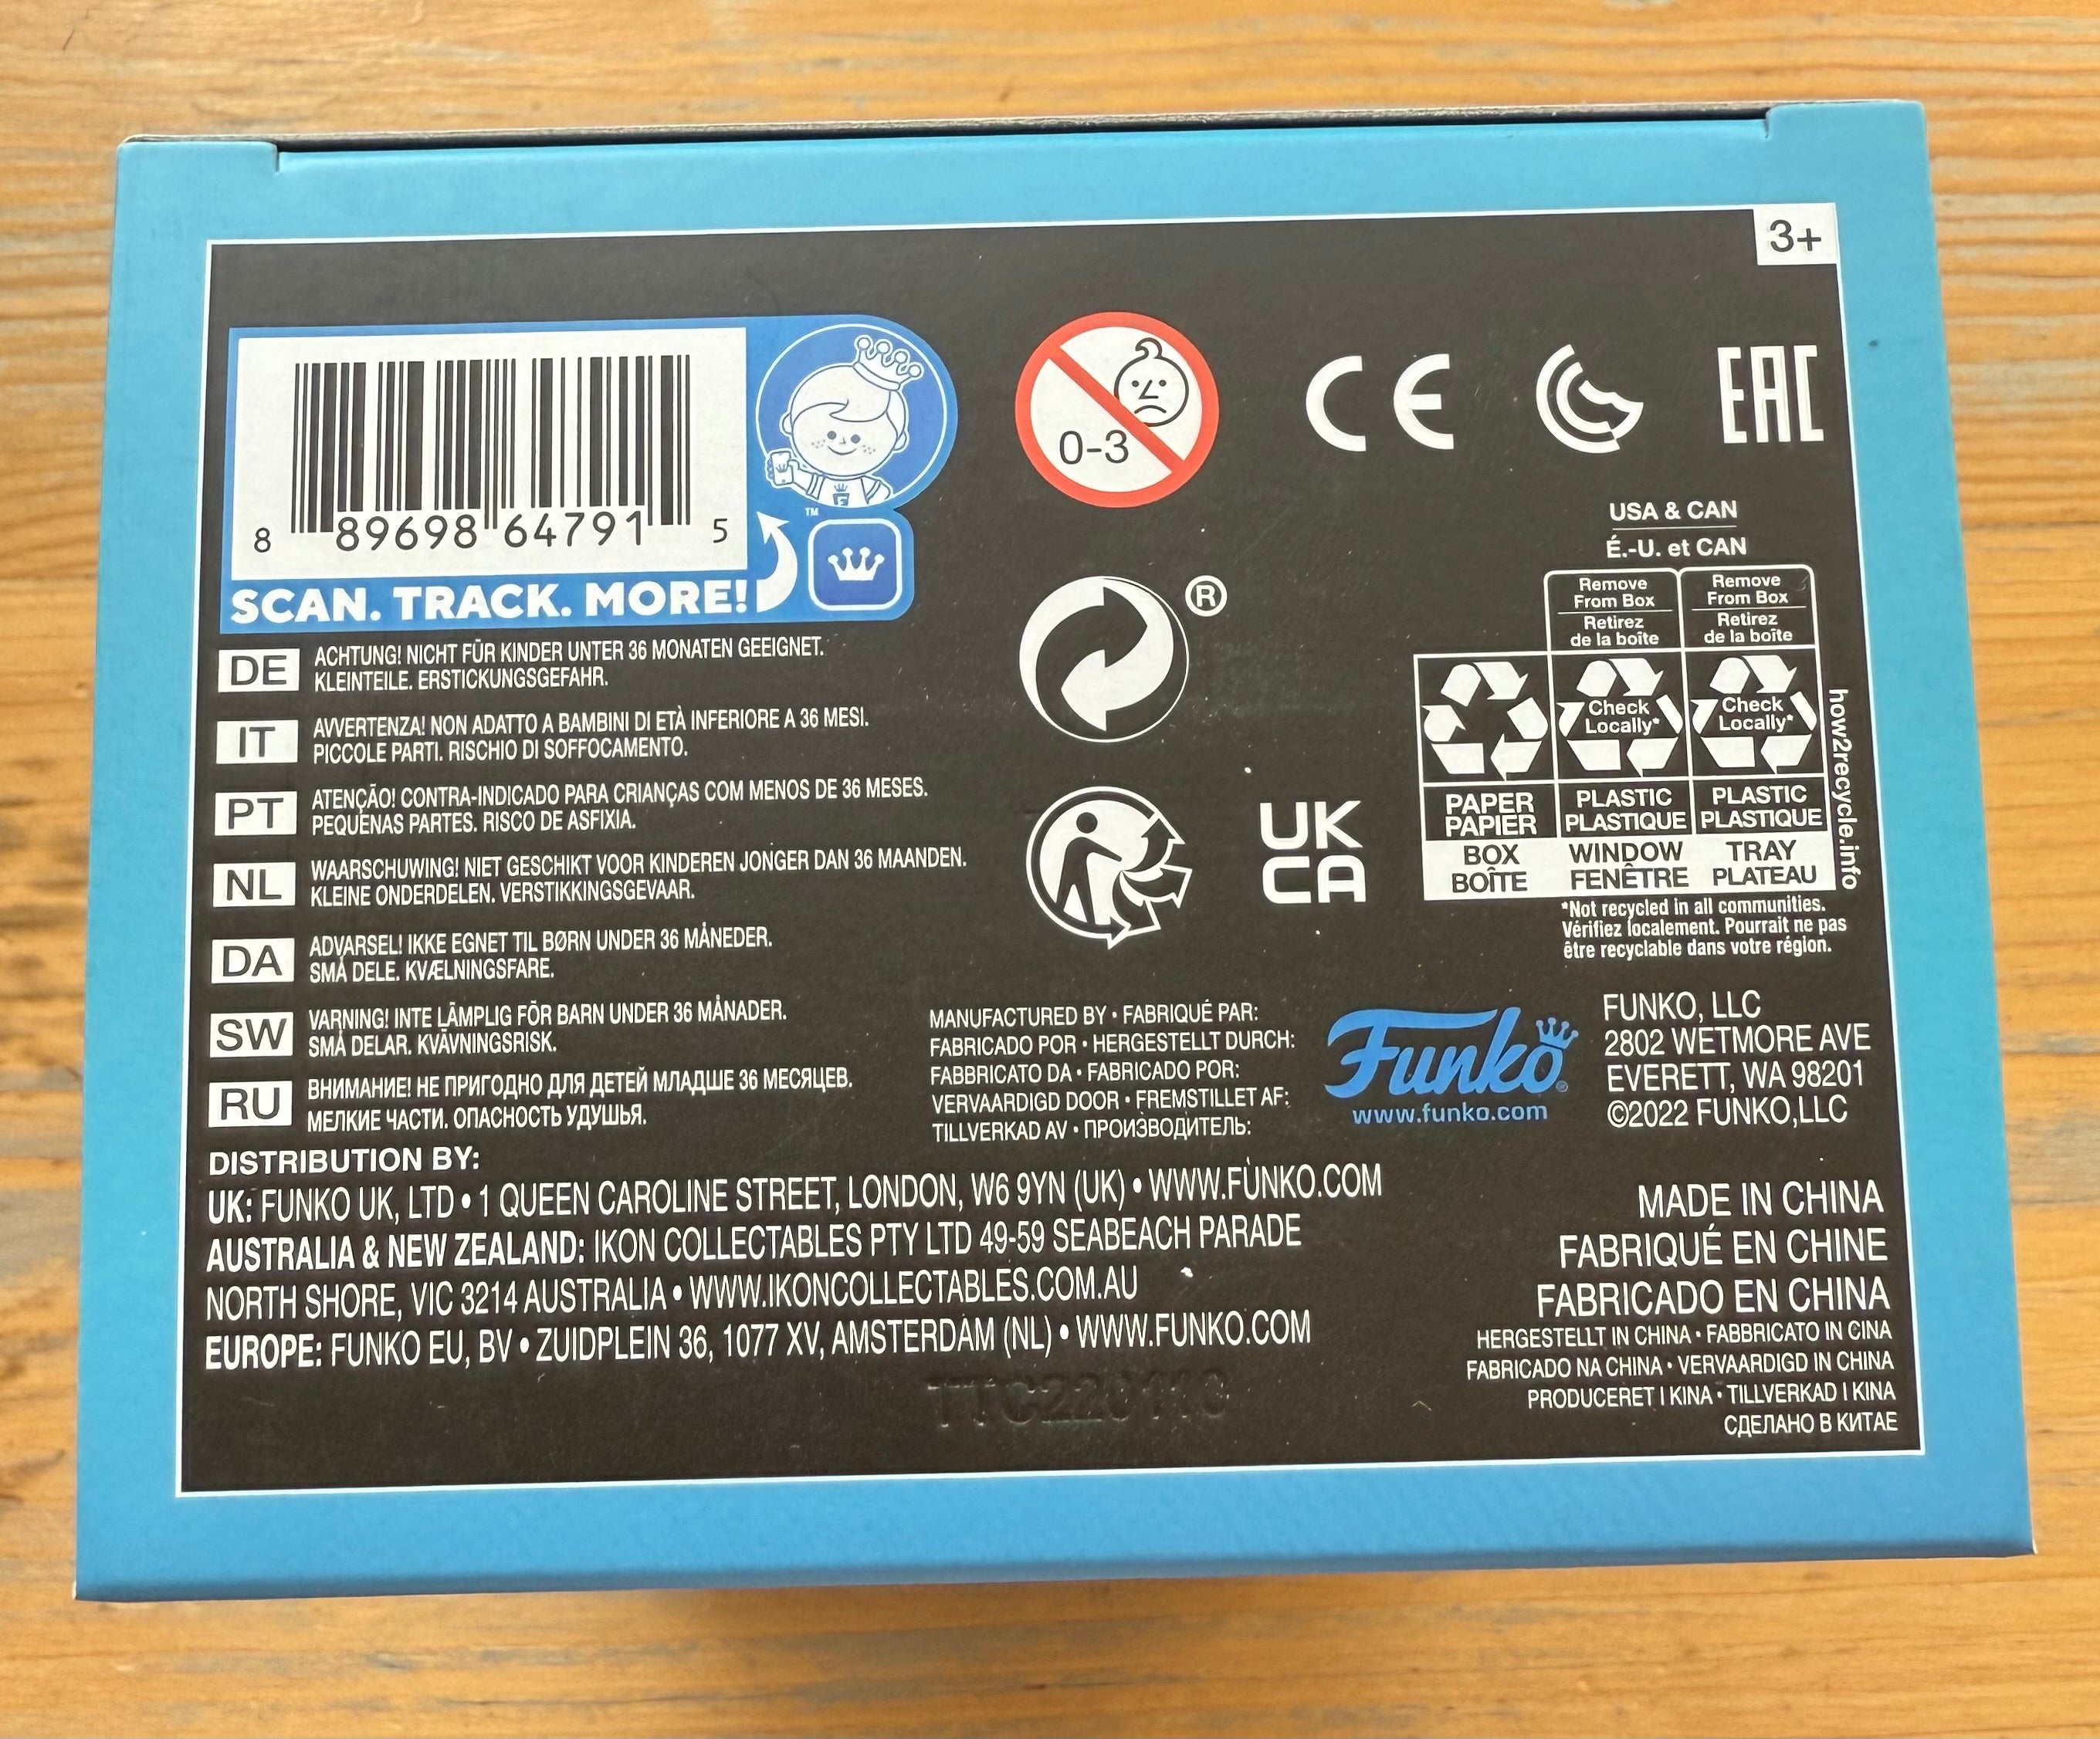 3+
8 89698 64791 5
SCAN. TRACK. MORE!
™
0-3
CE
EAC
®
UK
CA
USA & CAN
É.-U. et CAN
Remove
From Box
Retirez
de la boîte
Remove
From Box
Retirez
de la boîte
Check
Locally*
Check
Locally*
PAPER
PAPIER
PLASTIC
PLASTIQUE
PLASTIC
PLASTIQUE
BOX
BOÎTE
WINDOW
FENÊTRE
TRAY
PLATEAU
how2recycle.info
*Not recycled in all communities.
Vérifiez localement. Pourrait ne pas
être recyclable dans votre région.
DE ACHTUNG! NICHT FÜR KINDER UNTER 36 MONATEN GEEIGNET.
KLEINTEILE. ERSTICKUNGSGEFAHR.
IT AVVERTENZA! NON ADATTO A BAMBINI DI ETÀ INFERIORE A 36 MESI.
PICCOLE PARTI. RISCHIO DI SOFFOCAMENTO.
PT ATENÇÃO! CONTRA-INDICADO PARA CRIANÇAS COM MENOS DE 36 MESES.
PEQUENAS PARTES. RISCO DE ASFIXIA.
NL WAARSCHUWING! NIET GESCHIKT VOOR KINDEREN JONGER DAN 36 MAANDEN.
KLEINE ONDERDELEN. VERSTIKKINGSGEVAAR.
DA ADVARSEL! IKKE EGNET TIL BØRN UNDER 36 MÅNEDER.
SMÅ DELE. KVÆLNINGSFARE.
SW VARNING! INTE LÄMPLIG FÖR BARN UNDER 36 MÅNADER.
SMÅ DELAR. KVÄVNINGSRISK.
RU ВНИМАНИЕ! НЕ ПРИГОДНО ДЛЯ ДЕТЕЙ МЛАДШЕ 36 МЕСЯЦЕВ.
МЕЛКИЕ ЧАСТИ. ОПАСНОСТЬ УДУШЬЯ.
MANUFACTURED BY • FABRIQUÉ PAR:
FABRICADO POR • HERGESTELLT DURCH:
FABBRICATO DA • FABRICADO POR:
VERVAARDIGD DOOR • FREMSTILLET AF:
TILLVERKAD AV • ПРОИЗВОДИТЕЛЬ:
Funko®
www.funko.com
FUNKO, LLC
2802 WETMORE AVE
EVERETT, WA 98201
©2022 FUNKO,LLC
DISTRIBUTION BY:
UK: FUNKO UK, LTD • 1 QUEEN CAROLINE STREET, LONDON, W6 9YN (UK) • WWW.FUNKO.COM
AUSTRALIA & NEW ZEALAND: IKON COLLECTABLES PTY LTD 49-59 SEABEACH PARADE
NORTH SHORE, VIC 3214 AUSTRALIA • WWW.IKONCOLLECTABLES.COM.AU
EUROPE: FUNKO EU, BV • ZUIDPLEIN 36, 1077 XV, AMSTERDAM (NL) • WWW.FUNKO.COM
MADE IN CHINA
FABRIQUÉ EN CHINE
FABRICADO EN CHINA
HERGESTELLT IN CHINA • FABBRICATO IN CINA
FABRICADO NA CHINA • VERVAARDIGD IN CHINA
PRODUCERET I KINA • TILLVERKAD I KINA
СДЕЛАНО В КИТАЕ